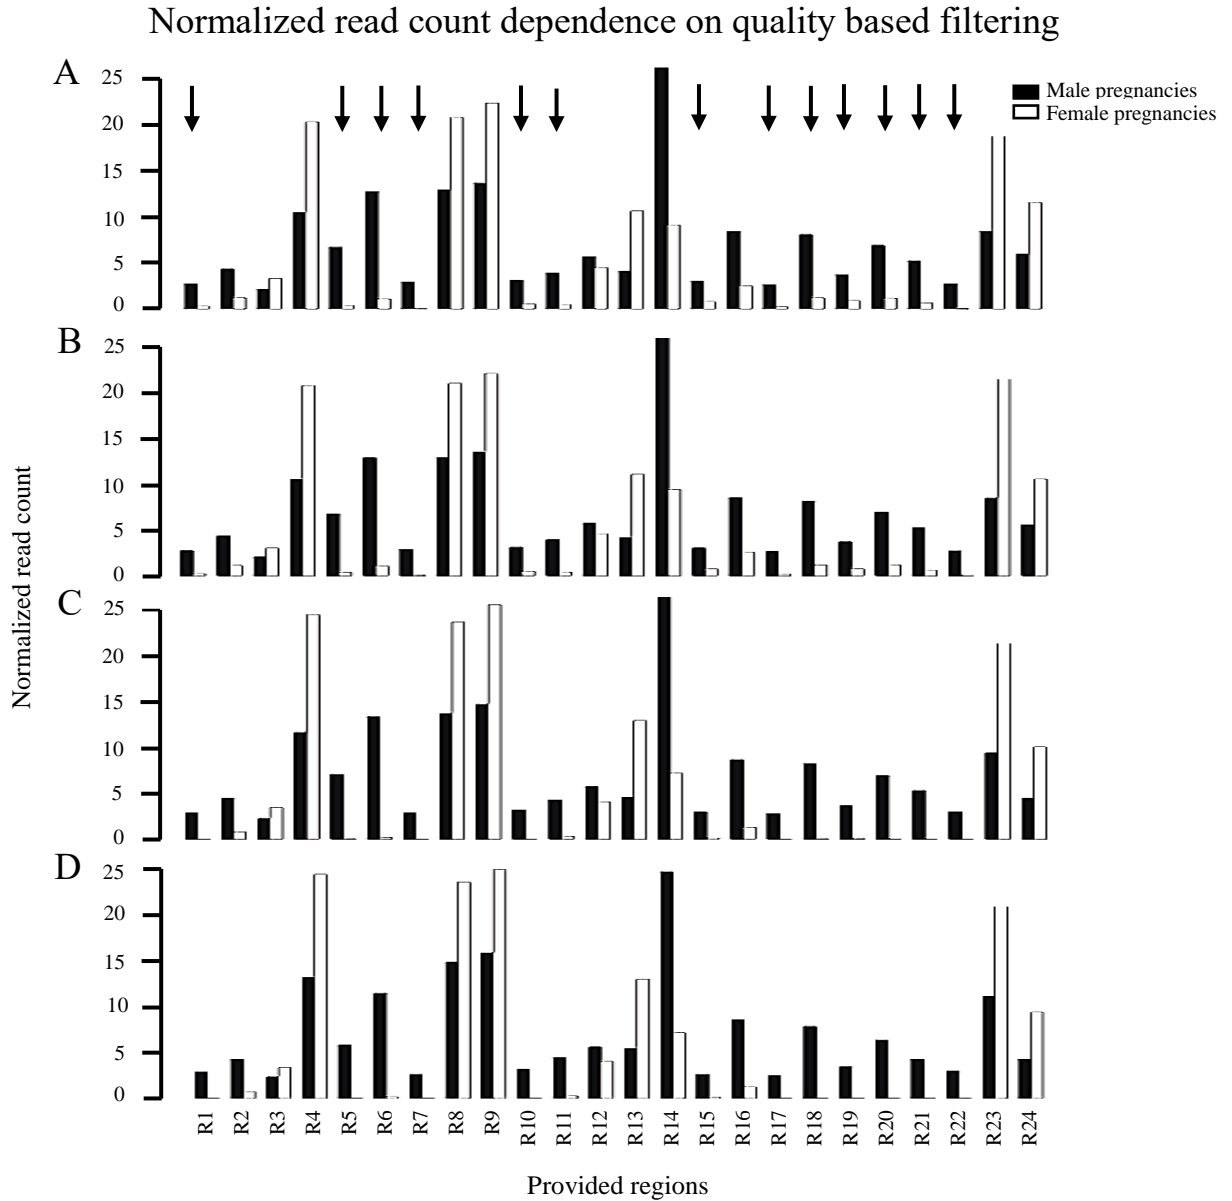 Normalized read count dependence on quality based filtering
A
25
20
15
10
5
0
Male pregnancies
Female pregnancies
B
25
20
15
10
5
0
C
25
20
15
10
5
0
D
25
20
15
10
5
0
Normalized read count
R1 R2 R3 R4 R5 R6 R7 R8 R9 R10 R11 R12 R13 R14 R15 R16 R17 R18 R19 R20 R21 R22 R23 R24
Provided regions